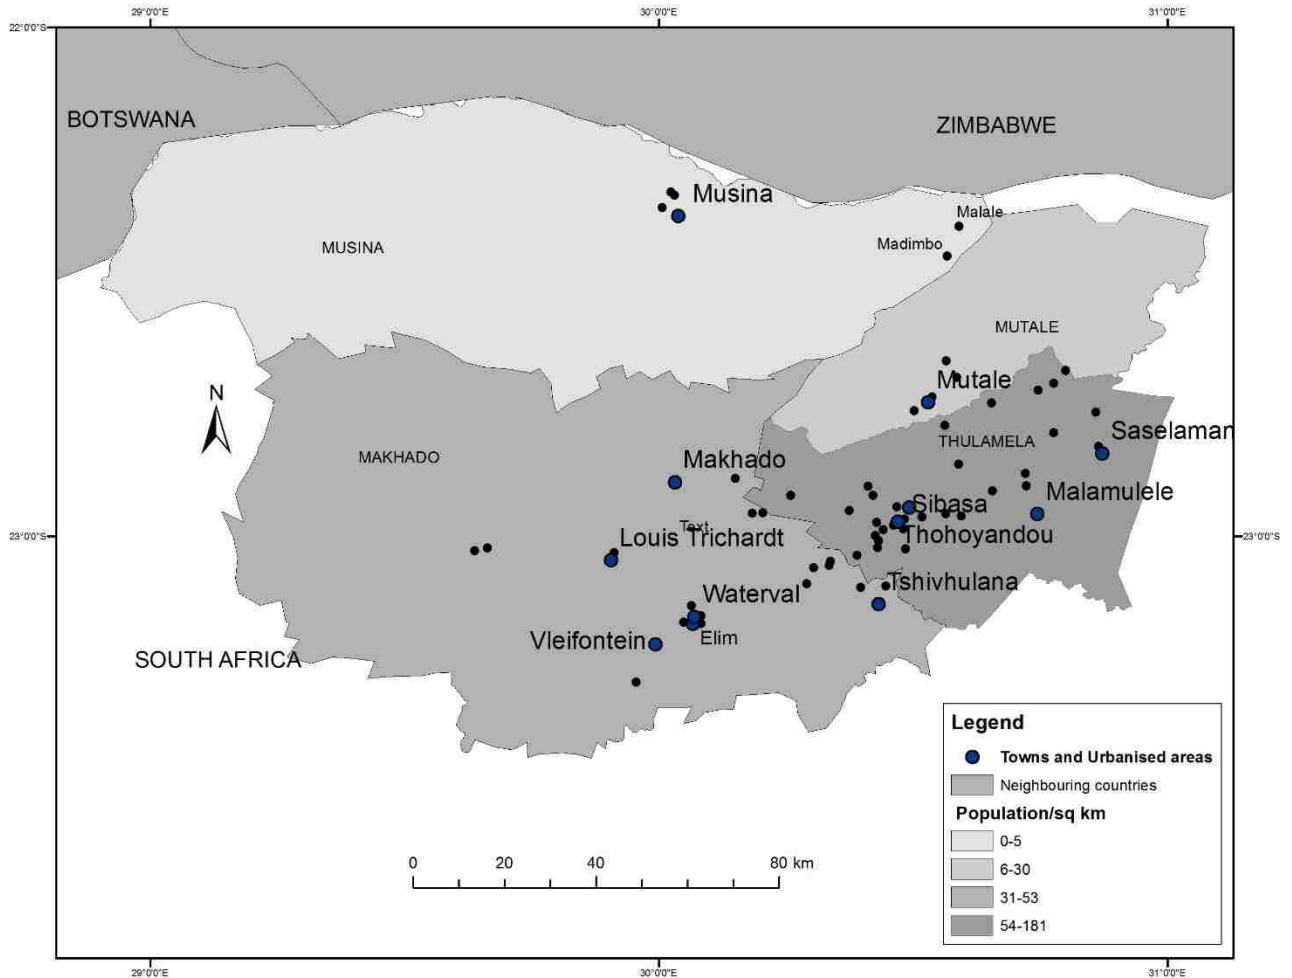 29°0'0"E 30°0'0"E 31°0'0"E
22°0'0"S
BOTSWANA
ZIMBABWE
Musina
Malale
MUSINA
Madimbo
MUTALE
N
Mutale
Saselaman
THULAMELA
MAKHADO
Makhado
Malamulele
Sibasa
Text
Louis Trichardt
Thohoyandou
23°0'0"S 23°0'0"S
Tshivhulana
Waterval
Vleifontein
Elim
SOUTH AFRICA
Legend
Towns and Urbanised areas
Neighbouring countries
Population/sq km
0-5
6-30
31-53
54-181
0 20 40 80 km
29°0'0"E 30°0'0"E 31°0'0"E